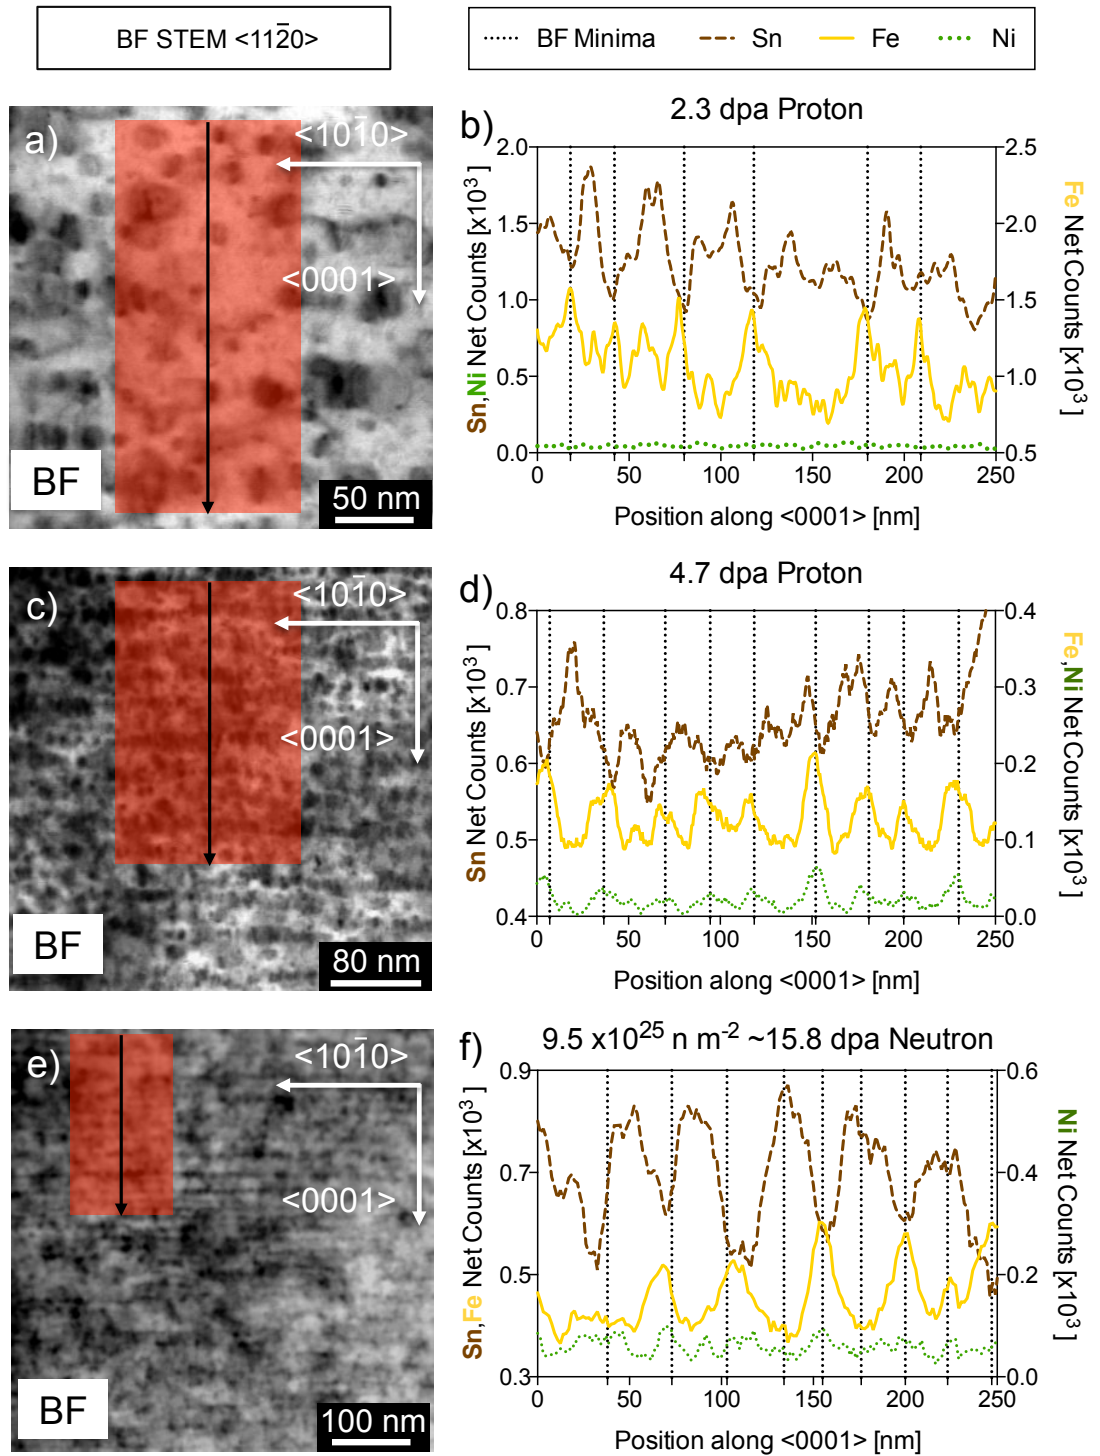 BF STEM <112̄0>
BF Minima Sn Fe Ni
a)
<101̄0>
<0001>
BF
50 nm
b)
2.3 dpa Proton
2.0
1.5
1.0
0.5
0.0
Sn,Ni Net Counts [x10³]
2.5
2.0
1.5
1.0
0.5
Fe Net Counts [x10³]
0 50 100 150 200 250
Position along <0001> [nm]
c)
<101̄0>
<0001>
BF
80 nm
d)
4.7 dpa Proton
0.8
0.7
0.6
0.5
0.4
Sn Net Counts [x10³]
0.4
0.3
0.2
0.1
0.0
Fe,Ni Net Counts [x10³]
0 50 100 150 200 250
Position along <0001> [nm]
e)
<101̄0>
<0001>
BF
100 nm
f)
9.5 x10²⁵ n m⁻² ~15.8 dpa Neutron
0.9
0.7
0.5
0.3
Sn,Fe Net Counts [x10³]
0.6
0.4
0.2
0.0
Ni Net Counts [x10³]
0 50 100 150 200 250
Position along <0001> [nm]